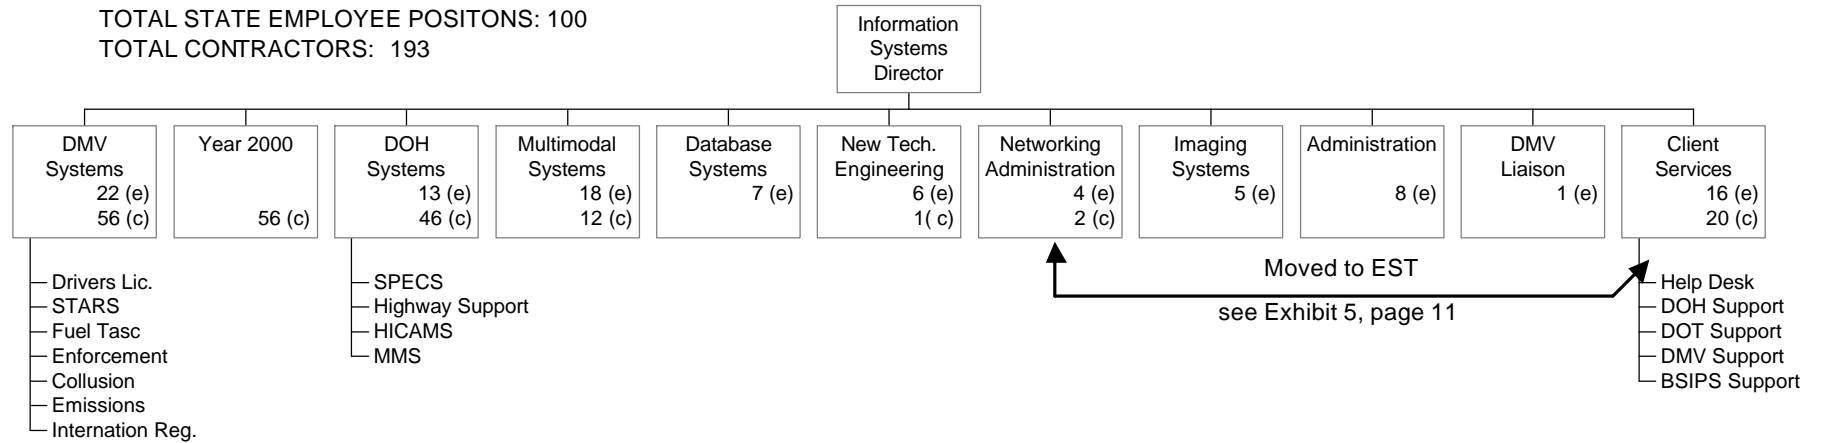 TOTAL STATE EMPLOYEE POSITONS: 100
TOTAL CONTRACTORS: 193
Information
Systems
Director
DMV
Systems
22 (e)
56 (c)
Year 2000
56 (c)
DOH
Systems
13 (e)
46 (c)
Multimodal
Systems
18 (e)
12 (c)
Database
Systems
7 (e)
New Tech.
Engineering
6 (e)
1( c)
Networking
Administration
4 (e)
2 (c)
Imaging
Systems
5 (e)
Administration
8 (e)
DMV
Liaison
1 (e)
Client
Services
16 (e)
20 (c)
Drivers Lic.
STARS
Fuel Tasc
Enforcement
Collusion
Emissions
Internation Reg.
SPECS
Highway Support
HICAMS
MMS
Moved to EST
see Exhibit 5, page 11
Help Desk
DOH Support
DOT Support
DMV Support
BSIPS Support